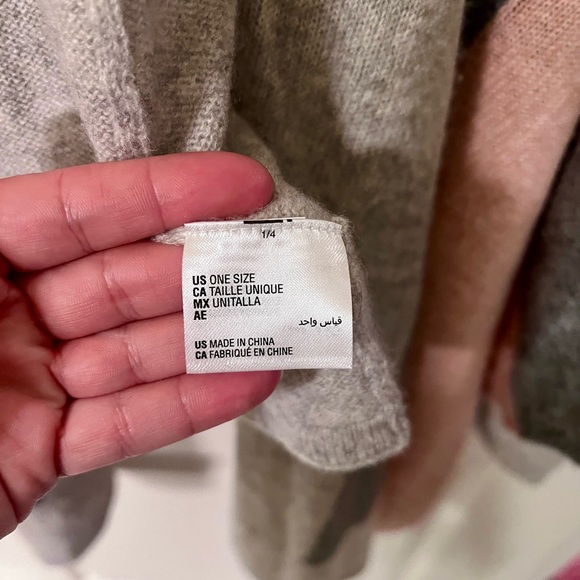 1/4
US ONE SIZE
CA TAILLE UNIQUE
MX UNITALLA
AE
قياس واحد
US MADE IN CHINA
CA FABRIQUÉ EN CHINE